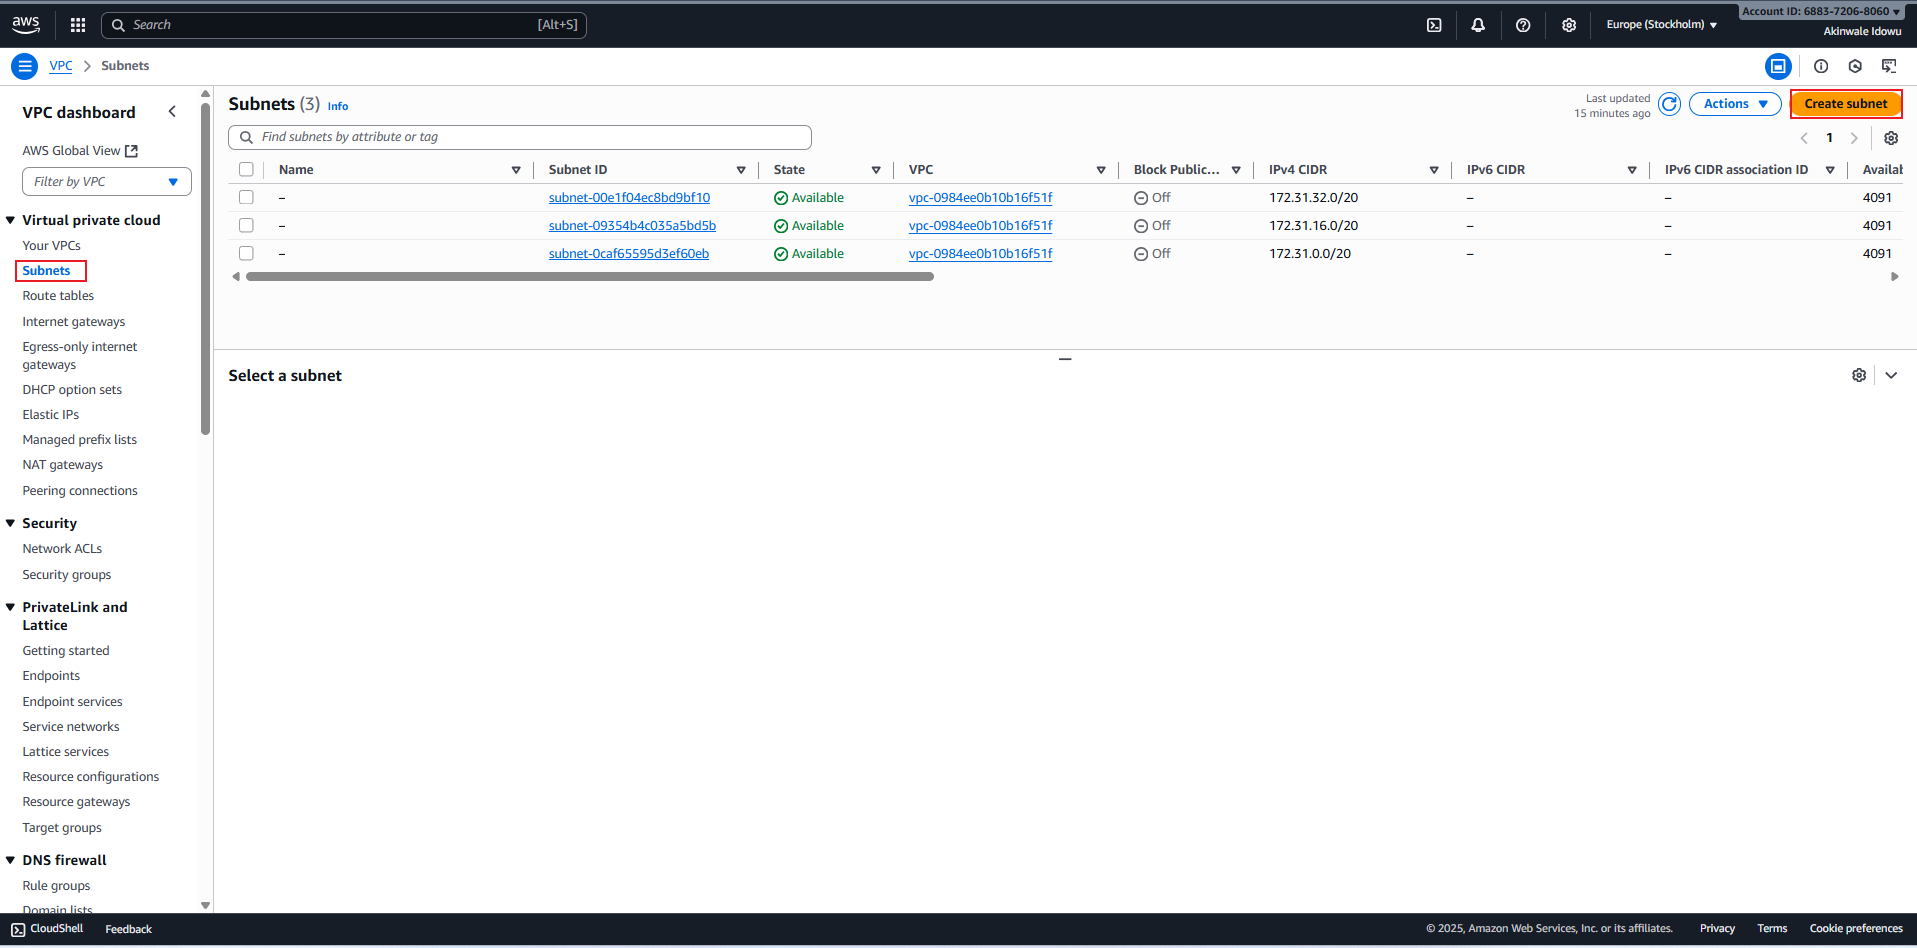 aws
Search [Alt+S]
Europe (Stockholm)
Account ID: 6883-7206-8060
Akinwale Idowu
VPC > Subnets
VPC dashboard
AWS Global View
Filter by VPC
Virtual private cloud
Your VPCs
Subnets
Route tables
Internet gateways
Egress-only internet
gateways
DHCP option sets
Elastic IPs
Managed prefix lists
NAT gateways
Peering connections
Security
Network ACLs
Security groups
PrivateLink and
Lattice
Getting started
Endpoints
Endpoint services
Service networks
Lattice services
Resource configurations
Resource gateways
Target groups
DNS firewall
Rule groups
Domain lists
Subnets (3) Info
Last updated
15 minutes ago
Actions
Create subnet
Find subnets by attribute or tag
1
Name Subnet ID State VPC Block Public... IPv4 CIDR IPv6 CIDR IPv6 CIDR association ID Availab
– subnet-00e1f04ec8bd9bf10 Available vpc-0984ee0b10b16f51f Off 172.31.32.0/20 – – 4091
– subnet-09354b4c035a5bd5b Available vpc-0984ee0b10b16f51f Off 172.31.16.0/20 – – 4091
– subnet-0caf65595d3ef60eb Available vpc-0984ee0b10b16f51f Off 172.31.0.0/20 – – 4091
Select a subnet
CloudShell Feedback
© 2025, Amazon Web Services, Inc. or its affiliates. Privacy Terms Cookie preferences